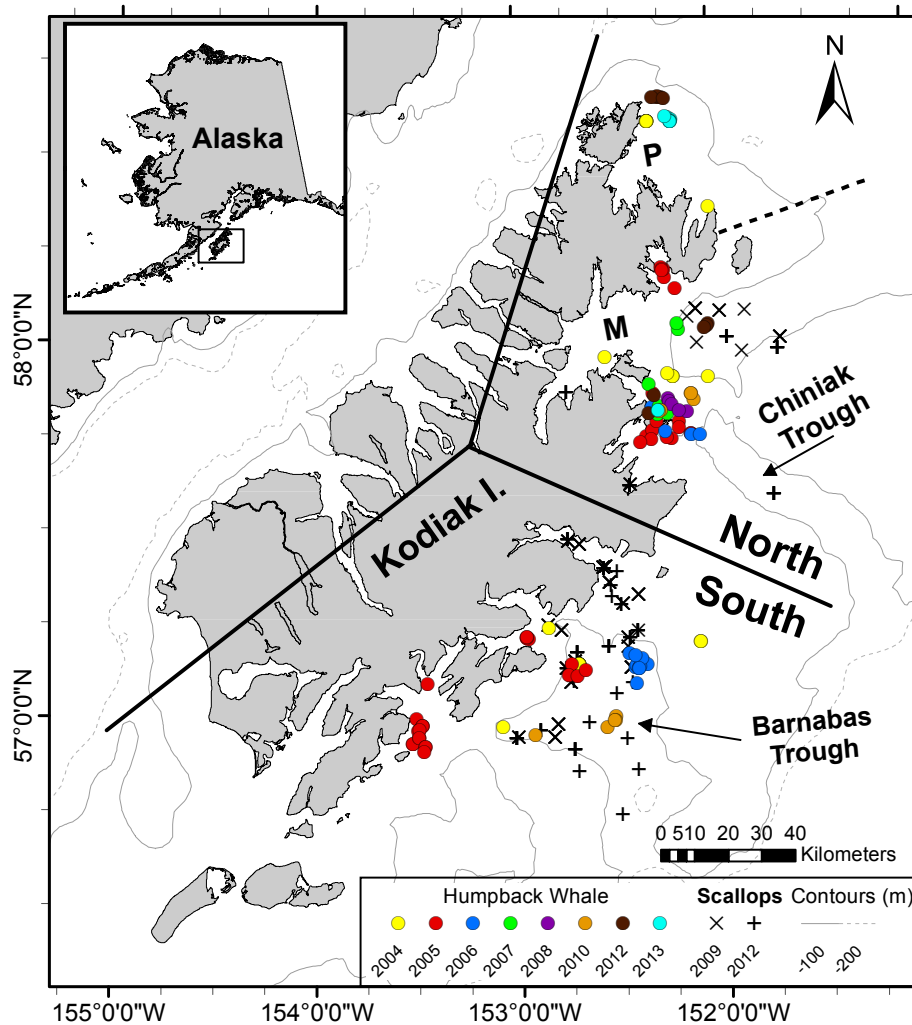 N
Alaska
P
M
58°0'0"N
Chiniak
Trough
Kodiak I.
North
South
57°0'0"N
Barnabas
Trough
0 510 20 30 40
Kilometers
Humpback Whale Scallops Contours (m)
2004 2005 2006 2007 2008 2010 2012 2013 2009 2012 -100 -200
155°0'0"W 154°0'0"W 153°0'0"W 152°0'0"W